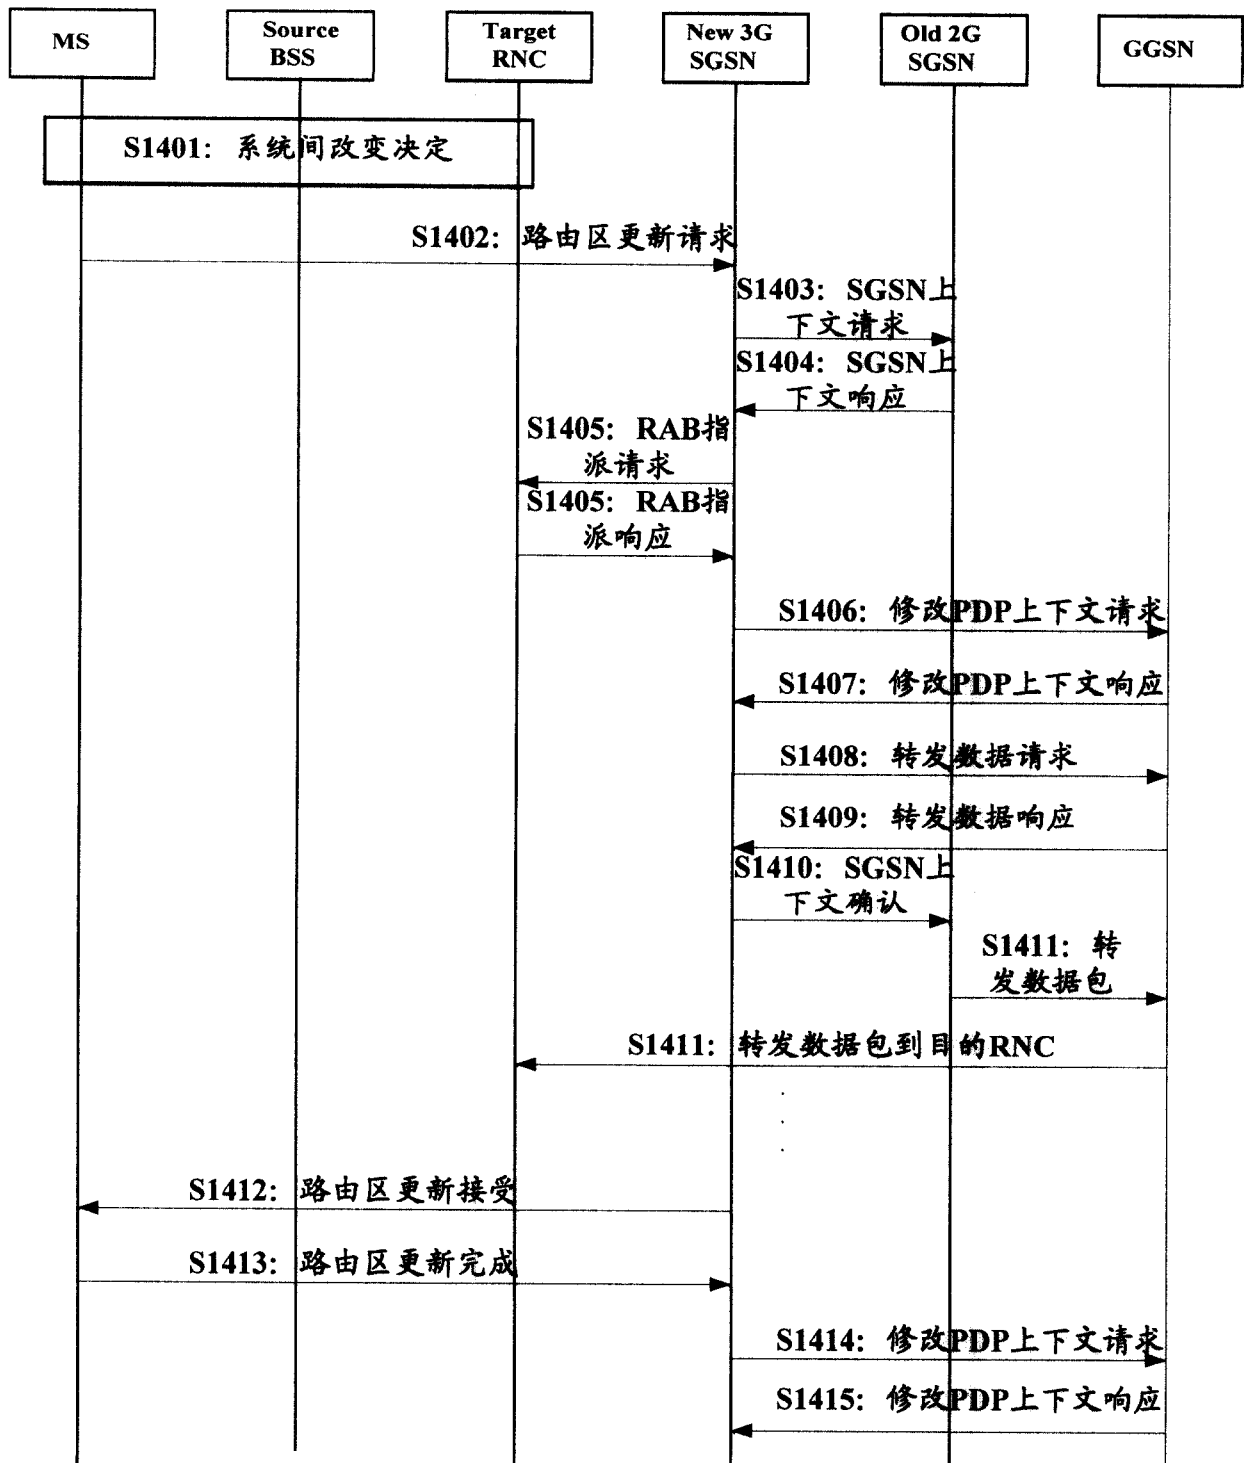 MS
Source
BSS
Target
RNC
New 3G
SGSN
Old 2G
SGSN
GGSN
S1401: 系统间改变决定
S1402: 路由区更新请求
S1403: SGSN上
下文请求
S1404: SGSN上
下文响应
S1405: RAB指
派请求
S1405: RAB指
派响应
S1406: 修改PDP上下文请求
S1407: 修改PDP上下文响应
S1408: 转发数据请求
S1409: 转发数据响应
S1410: SGSN上
下文确认
S1411: 转
发数据包
S1411: 转发数据包到目的RNC
S1412: 路由区更新接受
S1413: 路由区更新完成
S1414: 修改PDP上下文请求
S1415: 修改PDP上下文响应